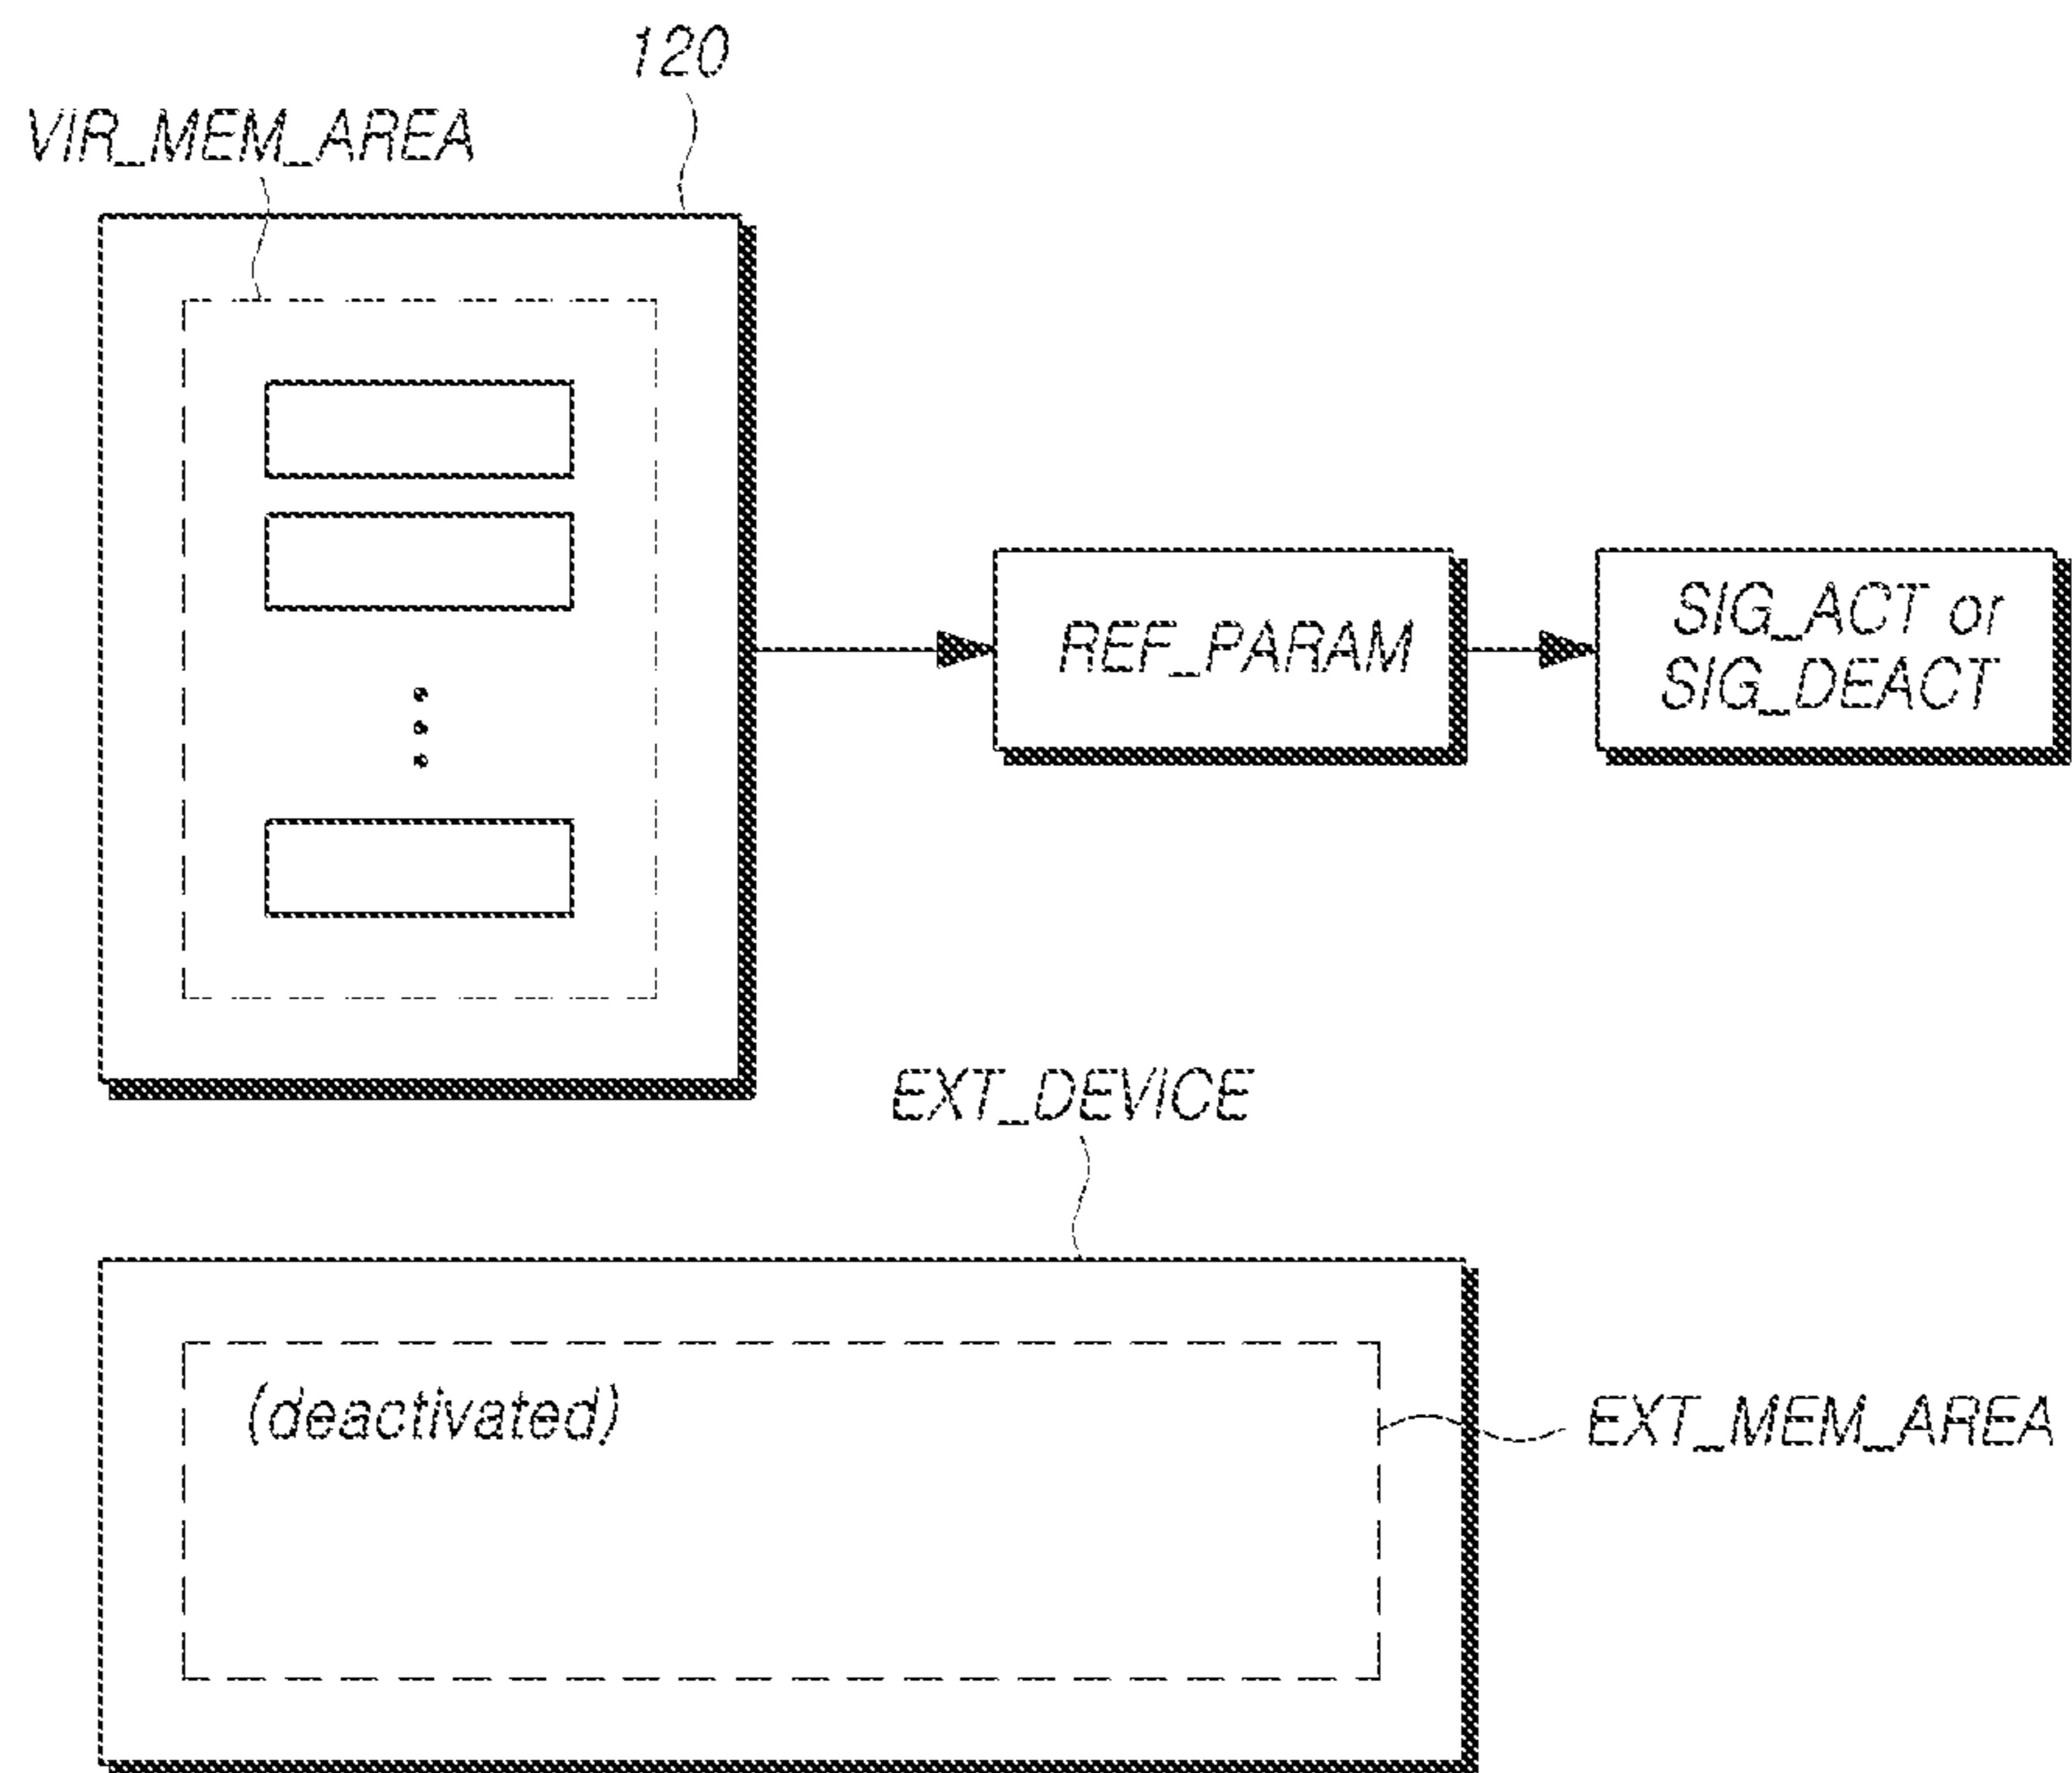 120
VIR_MEM_AREA
REF_PARAM
SIG_ACT or
SIG_DEACT
EXT_DEVICE
(deactivated)
EXT_MEM_AREA